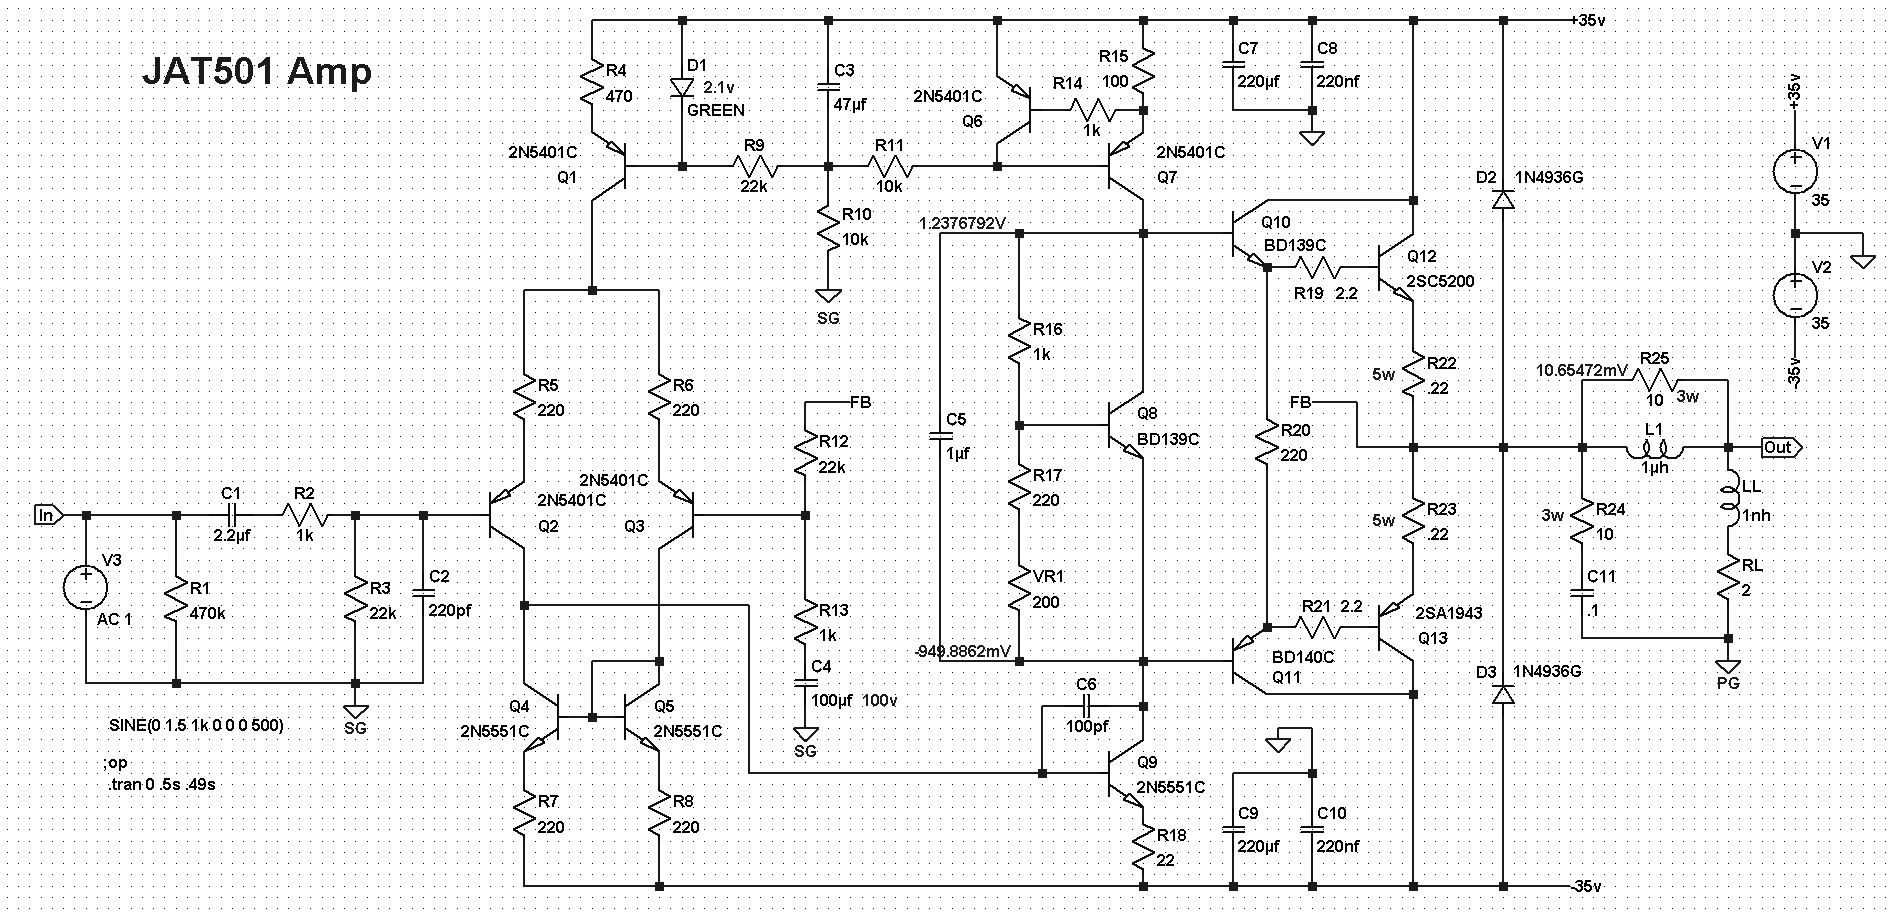 JAT501 Amp
+35v
R4
470
D1
2.1v
GREEN
C3
47µf
2N5401C
Q6
R14
1k
R15
100
C7
220µf
C8
220nf
2N5401C
Q1
R9
22k
R11
10k
2N5401C
Q7
R10
10k
SG
1.2376792V
Q10
BD139C
R19 2.2
Q12
2SC5200
D2
1N4936G
+35v
V1
35
V2
35
-35v
R5
220
R6
220
FB
R12
22k
R16
1k
C5
1µf
Q8
BD139C
R17
220
VR1
200
-949.8862mV
R20
220
FB
5w
R22
.22
5w
R23
.22
10.65472mV
R25
10
3w
L1
1µh
Out
LL
1nh
RL
2
3w
R24
10
C11
.1
PG
In
V3
AC 1
R1
470k
C1
2.2µf
R2
1k
R3
22k
C2
220pf
SG
2N5401C
Q2
2N5401C
Q3
R13
1k
C4
100µf 100v
SG
Q4
2N5551C
Q5
2N5551C
R7
220
R8
220
C6
100pf
Q9
2N5551C
R18
22
BD140C
Q11
R21 2.2
2SA1943
Q13
D3
1N4936G
C9
220µf
C10
220nf
-35v
SINE(0 1.5 1k 0 0 0 500)
;op
.tran 0 .5s .49s